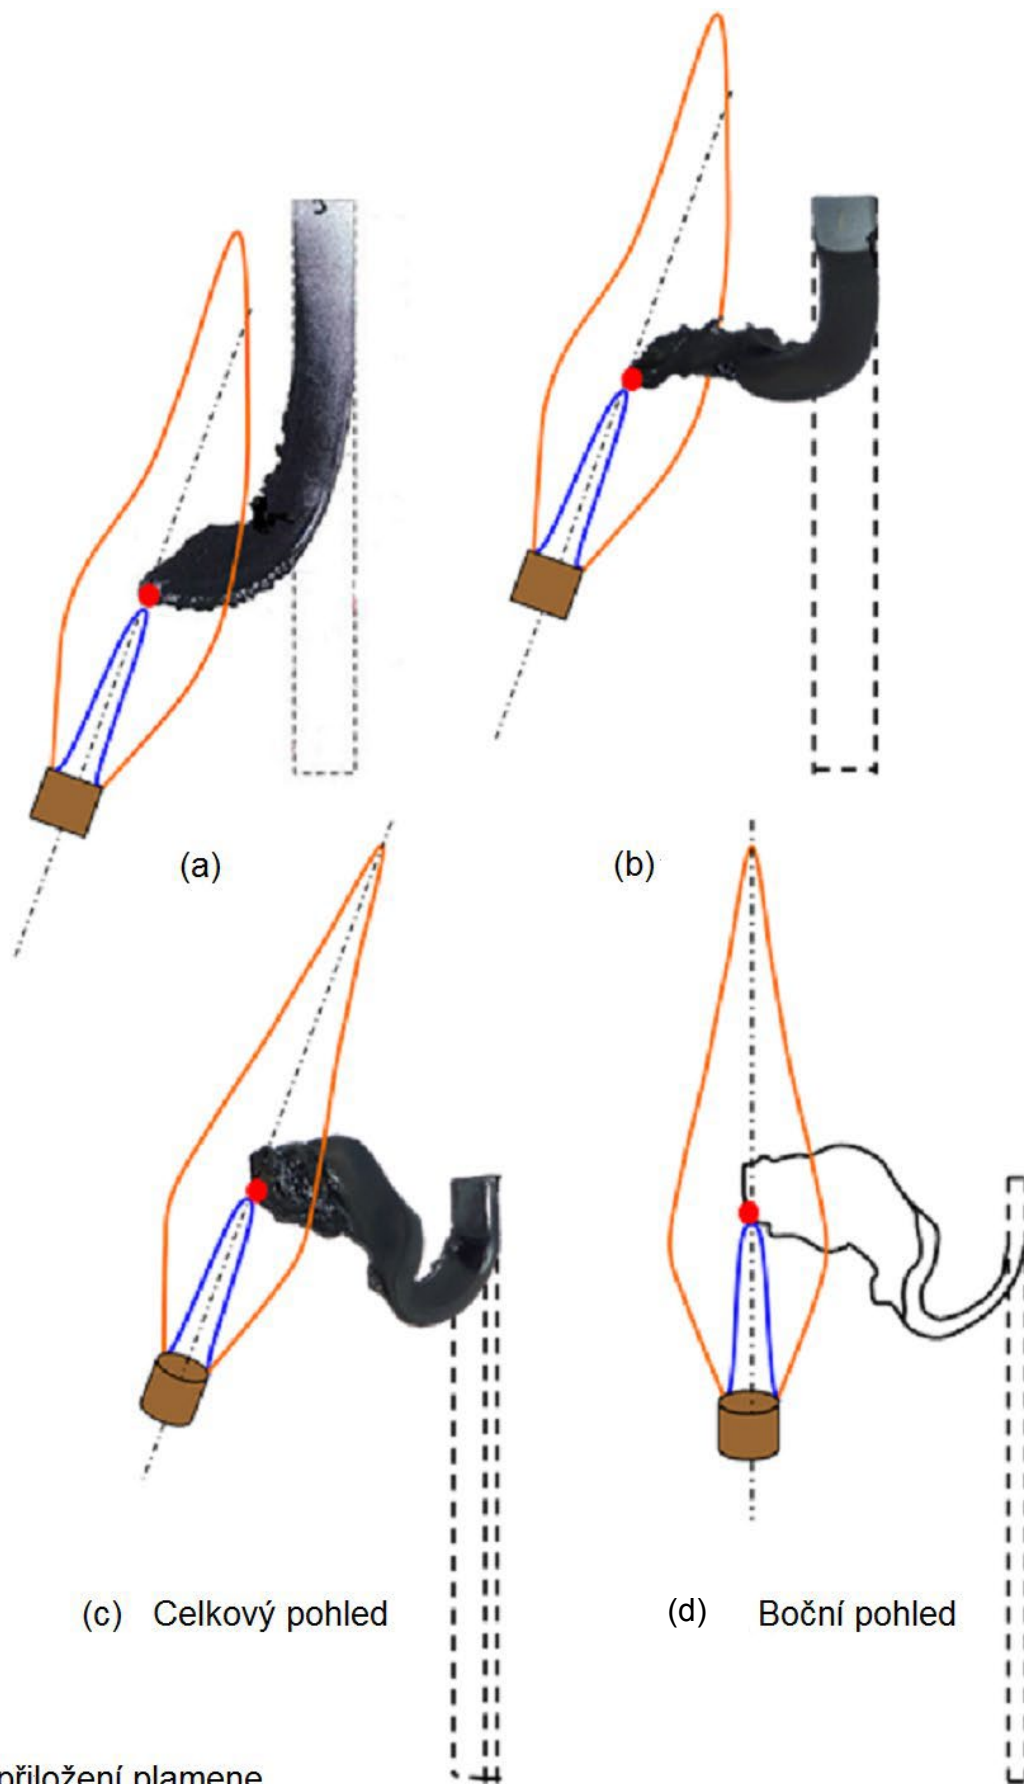 (a)
(b)
(c) Celkový pohled
(d) Boční pohled
přiložení plamene